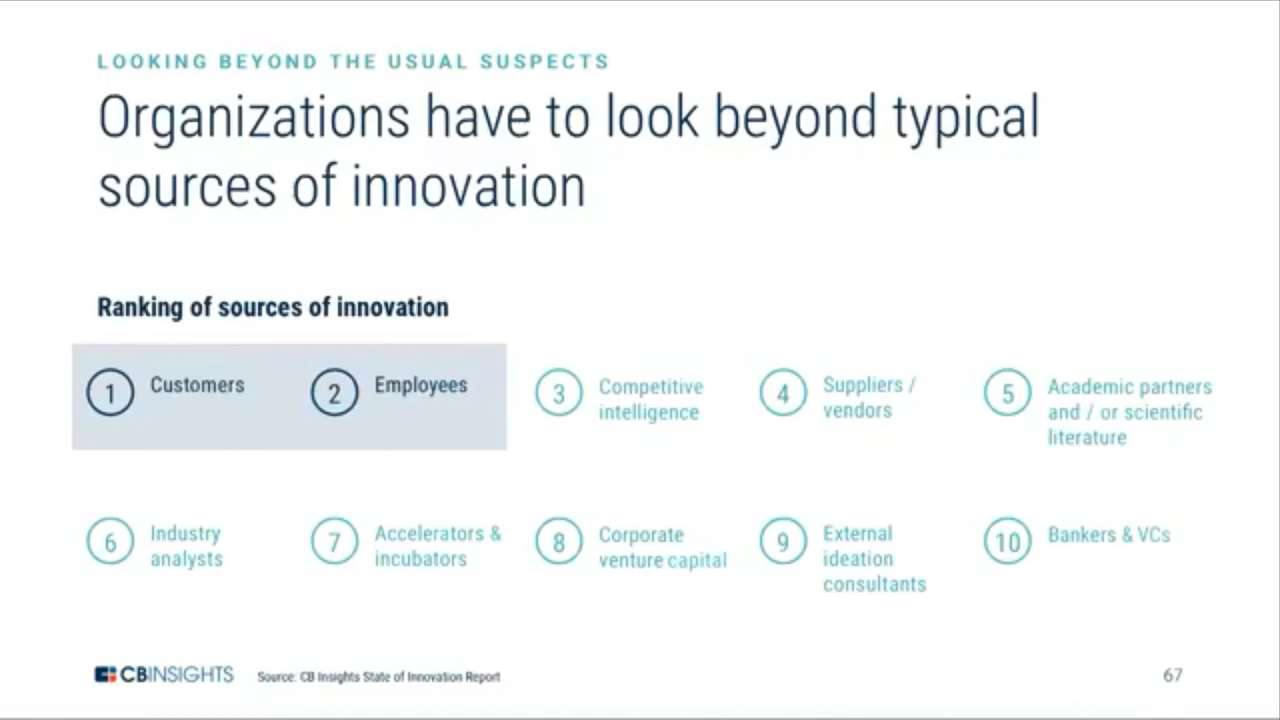 LOOKING BEYOND THE USUAL SUSPECTS
Organizations have to look beyond typical
sources of innovation
Ranking of sources of innovation
1 Customers
2 Employees
3 Competitive
intelligence
4 Suppliers /
vendors
5 Academic partners
and / or scientific
literature
6 Industry
analysts
7 Accelerators &
incubators
8 Corporate
venture capital
9 External
ideation
consultants
10 Bankers & VCs
CBINSIGHTS
Source: CB Insights State of Innovation Report
67